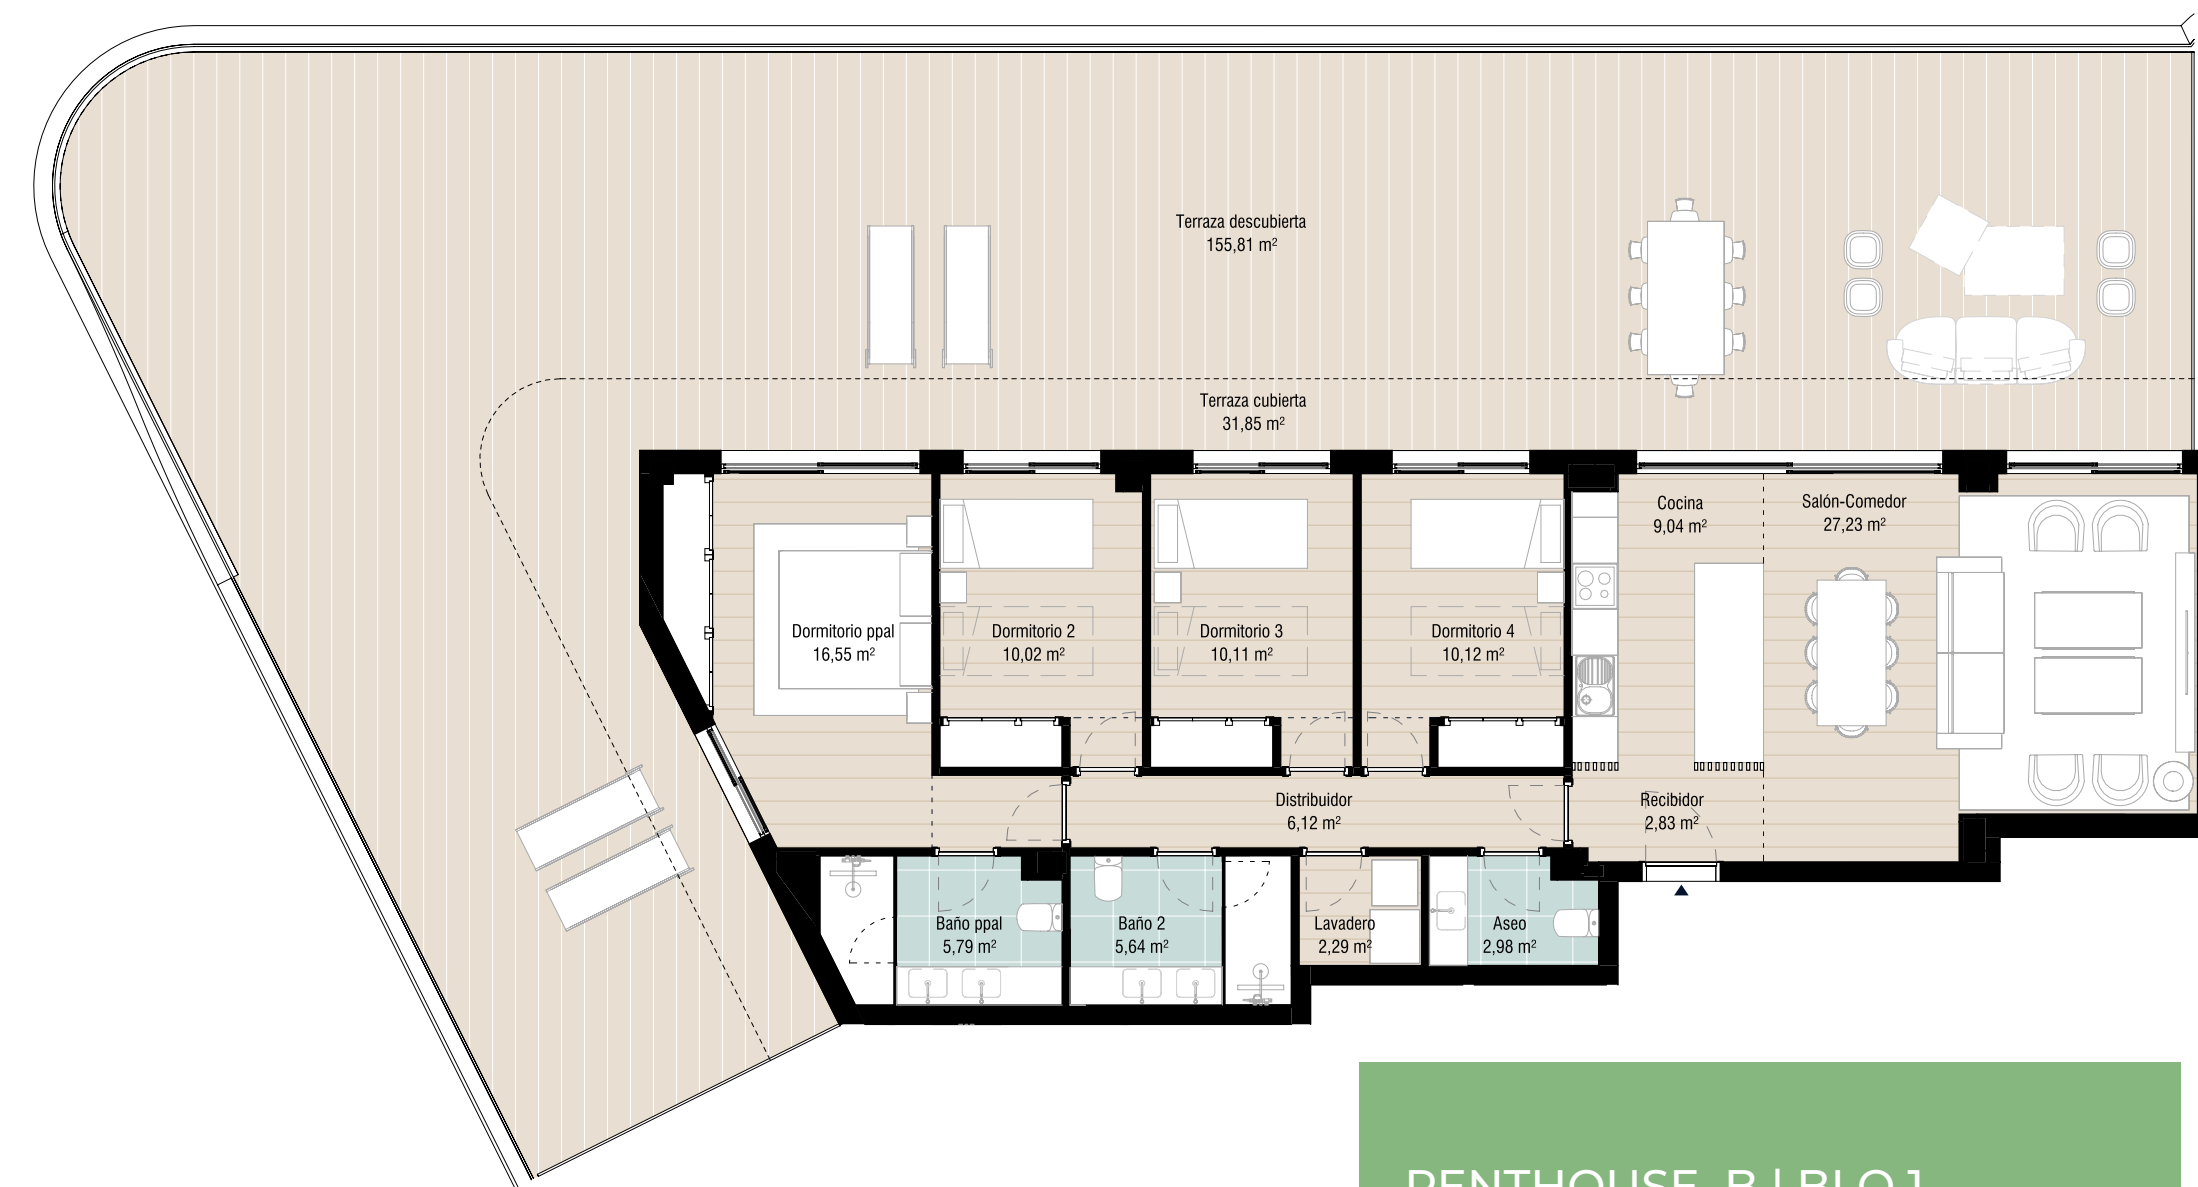 Terraza descubierta
155,81 m²
Terraza cubierta
31,85 m²
Cocina
9,04 m²
Salón-Comedor
27,23 m²
Dormitorio ppal
16,55 m²
Dormitorio 2
10,02 m²
Dormitorio 3
10,11 m²
Dormitorio 4
10,12 m²
Distribuidor
6,12 m²
Recibidor
2,83 m²
Baño ppal
5,79 m²
Baño 2
5,64 m²
Lavadero
2,29 m²
Aseo
2,98 m²
PENTHOUSE B | BLO 1